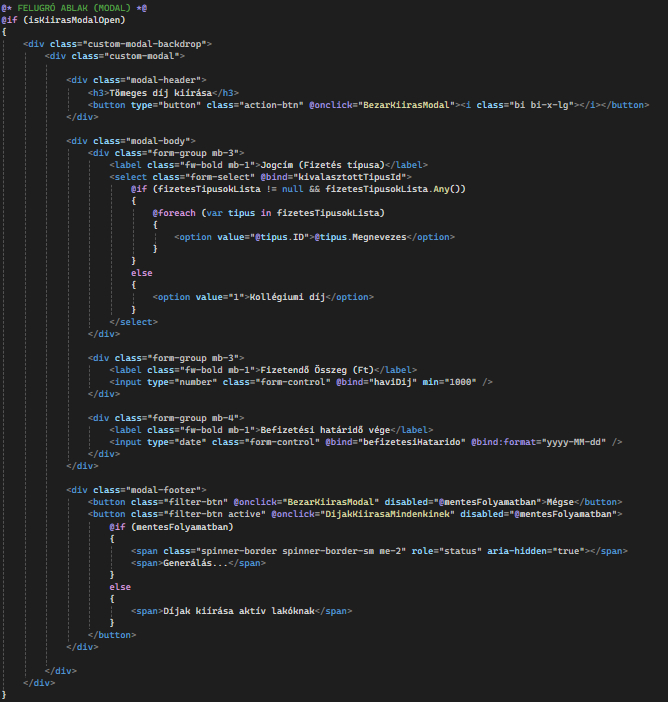 @* FELUGRÓ ABLAK (MODAL) *@
@if (isKiirasModalOpen)
{
    <div class="custom-modal-backdrop">
        <div class="custom-modal">

            <div class="modal-header">
                <h3>Tömeges díj kiírása</h3>
                <button type="button" class="action-btn" @onclick="BezarKiirasModal"><i class="bi bi-x-lg"></i></button>
            </div>

            <div class="modal-body">
                <div class="form-group mb-3">
                    <label class="fw-bold mb-1">Jogcím (Fizetés típusa)</label>
                    <select class="form-select" @bind="kivalasztottTipusId">
                        @if (fizetesTipusokLista != null && fizetesTipusokLista.Any())
                        {
                            @foreach (var tipus in fizetesTipusokLista)
                            {
                                <option value="@tipus.ID">@tipus.Megnevezes</option>
                            }
                        }
                        else
                        {
                            <option value="1">Kollégiumi díj</option>
                        }
                    </select>
                </div>

                <div class="form-group mb-3">
                    <label class="fw-bold mb-1">Fizetendő Összeg (Ft)</label>
                    <input type="number" class="form-control" @bind="haviDij" min="1000" />
                </div>

                <div class="form-group mb-4">
                    <label class="fw-bold mb-1">Befizetési határidő vége</label>
                    <input type="date" class="form-control" @bind="befizetesiHatarido" @bind:format="yyyy-MM-dd" />
                </div>
            </div>

            <div class="modal-footer">
                <button class="filter-btn" @onclick="BezarKiirasModal" disabled="@mentesFolyamatban">Mégse</button>
                <button class="filter-btn active" @onclick="DijakKiirasaMindenkinek" disabled="@mentesFolyamatban">
                    @if (mentesFolyamatban)
                    {
                        <span class="spinner-border spinner-border-sm me-2" role="status" aria-hidden="true"></span>
                        <span>Generálás...</span>
                    }
                    else
                    {
                        <span>Díjak kiírása aktív lakóknak</span>
                    }
                </button>
            </div>

        </div>
    </div>
}